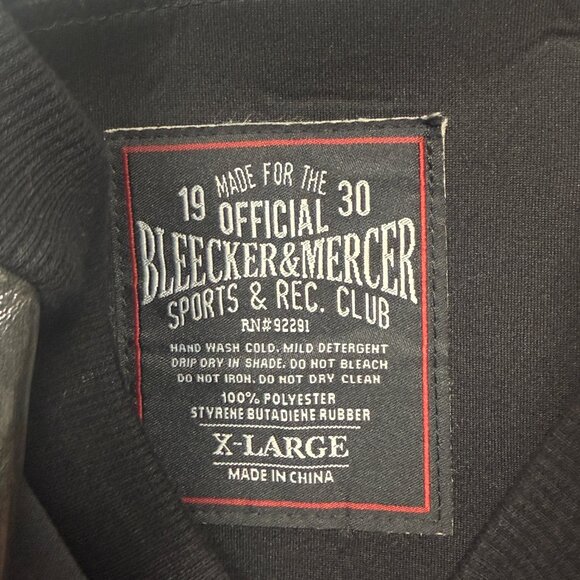 MADE FOR THE
19 OFFICIAL 30
BLEECKER&MERCER
SPORTS & REC. CLUB
RN#92291
HAND WASH COLD. MILD DETERGENT
DRIP DRY IN SHADE. DO NOT BLEACH
DO NOT IRON. DO NOT DRY CLEAN
100% POLYESTER
STYRENE BUTADIENE RUBBER
X-LARGE
MADE IN CHINA